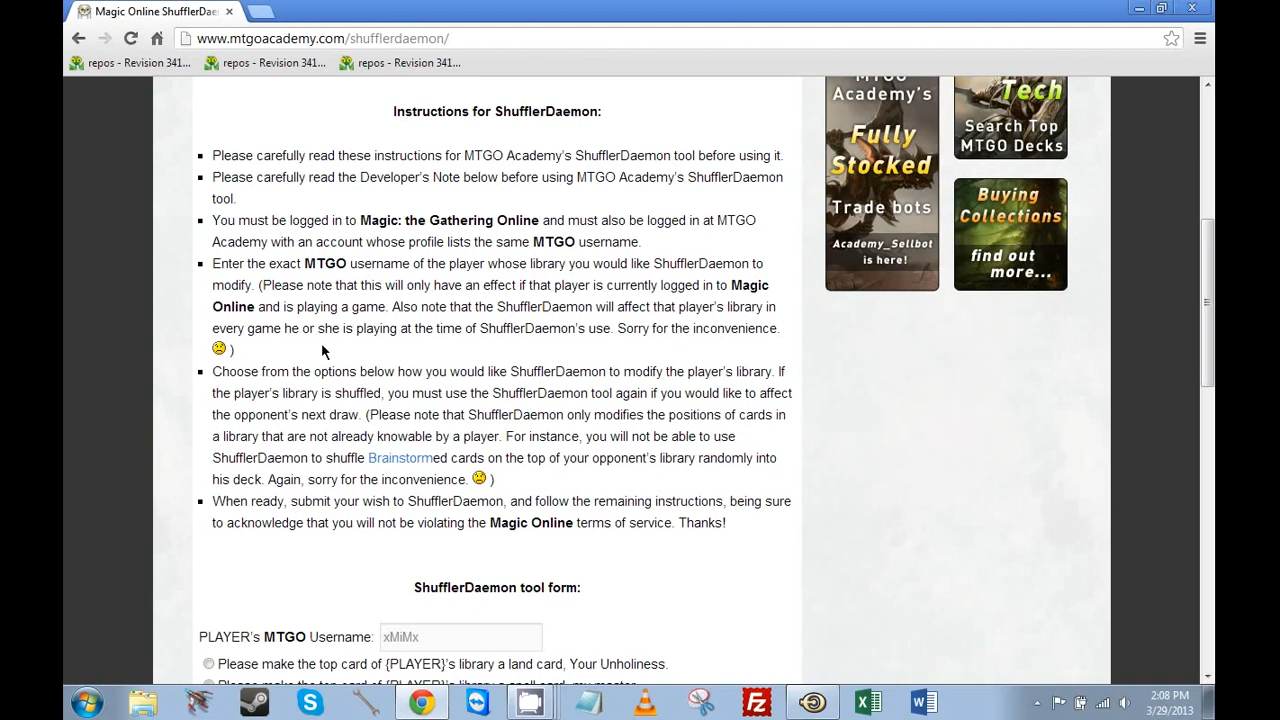 Magic Online ShufflerDaem
www.mtgoacademy.com/shufflerdaemon/
repos - Revision 341... repos - Revision 341... repos - Revision 341...
Instructions for ShufflerDaemon:
Please carefully read these instructions for MTGO Academy's ShufflerDaemon tool before using it.
Please carefully read the Developer's Note below before using MTGO Academy's ShufflerDaemon
tool.
You must be logged in to Magic: the Gathering Online and must also be logged in at MTGO
Academy with an account whose profile lists the same MTGO username.
Enter the exact MTGO username of the player whose library you would like ShufflerDaemon to
modify. (Please note that this will only have an effect if that player is currently logged in to Magic
Online and is playing a game. Also note that the ShufflerDaemon will affect that player's library in
every game he or she is playing at the time of ShufflerDaemon's use. Sorry for the inconvenience.
)
Choose from the options below how you would like ShufflerDaemon to modify the player's library. If
the player's library is shuffled, you must use the ShufflerDaemon tool again if you would like to affect
the opponent's next draw. (Please note that ShufflerDaemon only modifies the positions of cards in
a library that are not already knowable by a player. For instance, you will not be able to use
ShufflerDaemon to shuffle Brainstormed cards on the top of your opponent's library randomly into
his deck. Again, sorry for the inconvenience. )
When ready, submit your wish to ShufflerDaemon, and follow the remaining instructions, being sure
to acknowledge that you will not be violating the Magic Online terms of service. Thanks!
ShufflerDaemon tool form:
PLAYER's MTGO Username: xMiMx
Please make the top card of {PLAYER}'s library a land card, Your Unholiness.
Please make the top card of {PLAYER}'s library a spell card, my master.
MTGO
Academy's
Fully
Stocked
Trade bots
Academy_Sellbot
is here!
Tech
Search Top
MTGO Decks
Buying
Collections
find out
more...
2:08 PM
3/29/2013